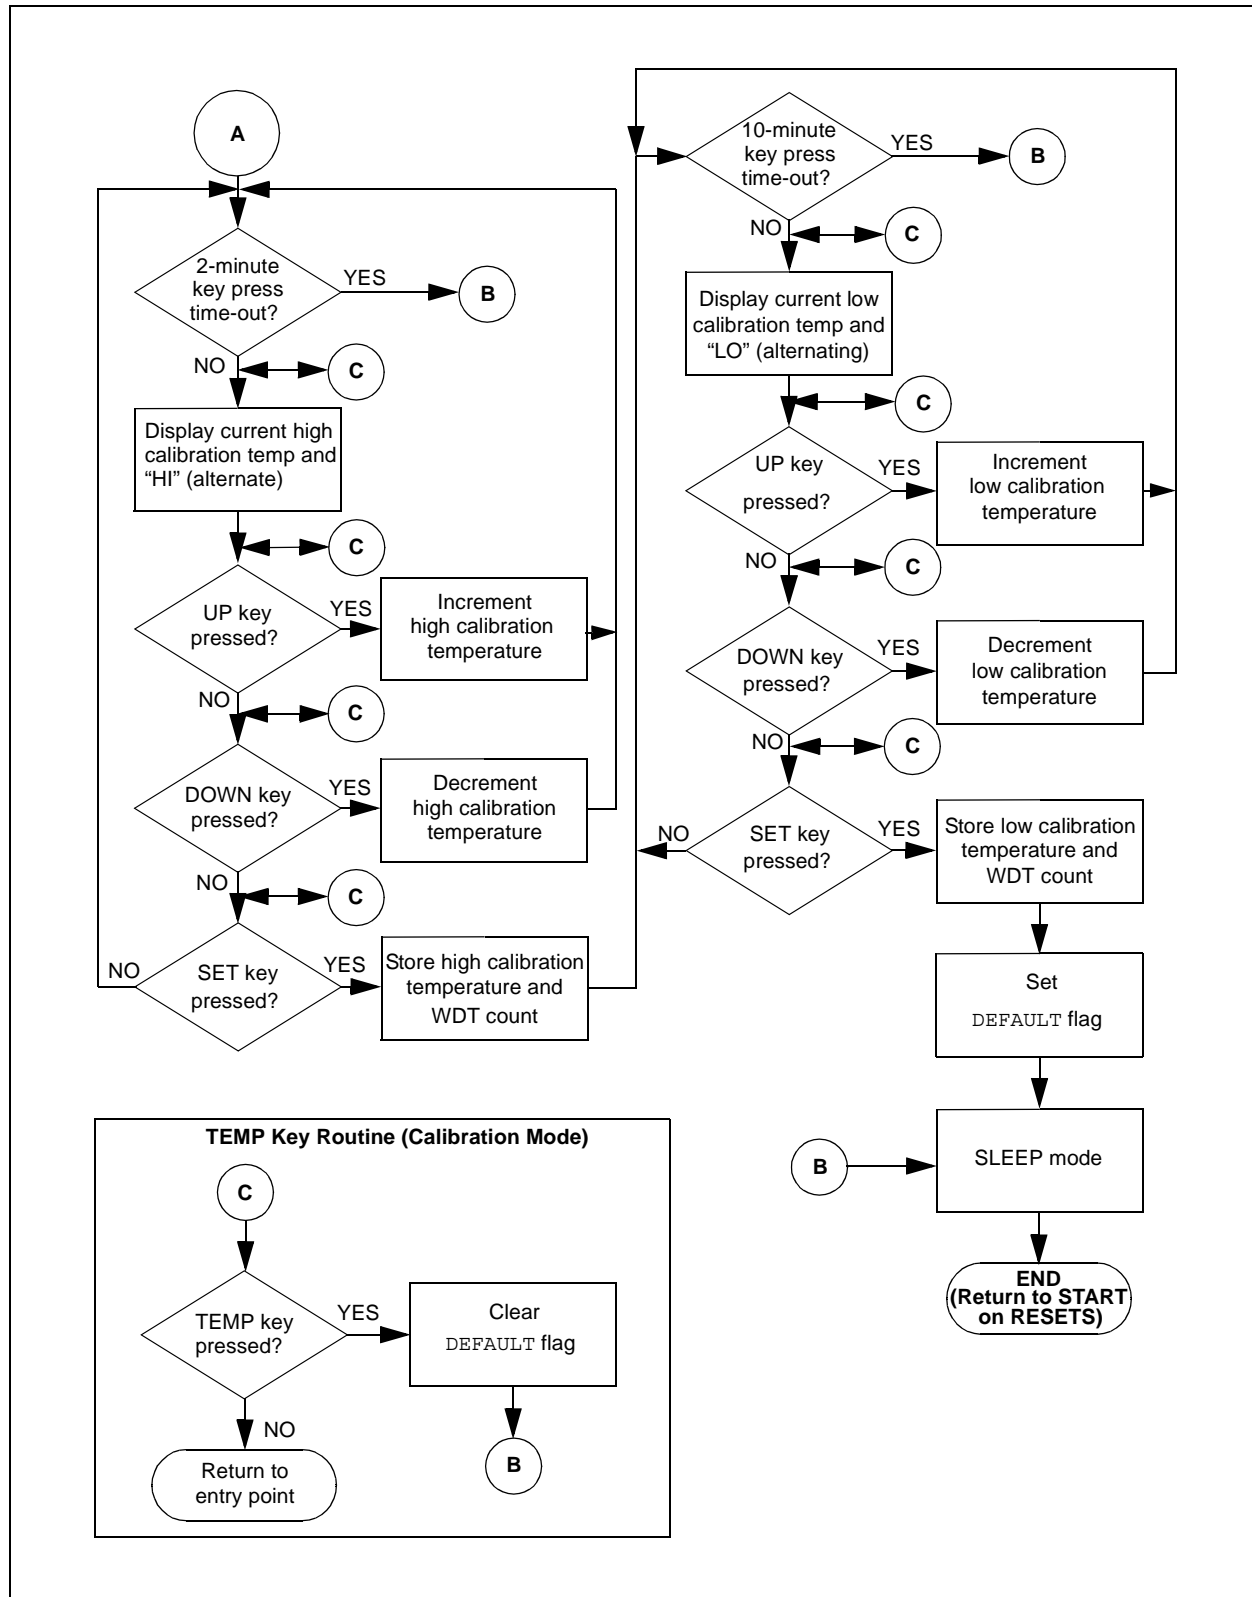 A
2-minute
key press
time-out?
YES
B
NO
C
Display current high
calibration temp and
“HI” (alternate)
C
UP key
pressed?
YES
Increment
high calibration
temperature
NO
C
DOWN key
pressed?
YES
Decrement
high calibration
temperature
NO
C
SET key
pressed?
NO
YES
Store high calibration
temperature and
WDT count
10-minute
key press
time-out?
YES
B
NO
C
Display current low
calibration temp and
“LO” (alternating)
C
UP key
pressed?
YES
Increment
low calibration
temperature
NO
C
DOWN key
pressed?
YES
Decrement
low calibration
temperature
NO
C
SET key
pressed?
NO
YES
Store low calibration
temperature and
WDT count
Set
DEFAULT flag
B
SLEEP mode
END
(Return to START
on RESETS)
TEMP Key Routine (Calibration Mode)
C
TEMP key
pressed?
YES
Clear
DEFAULT flag
NO
B
Return to
entry point